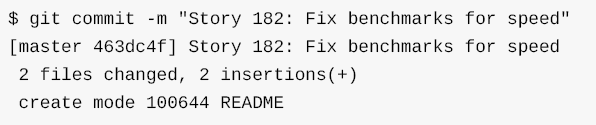 $ git commit -m "Story 182: Fix benchmarks for speed"
[master 463dc4f] Story 182: Fix benchmarks for speed
 2 files changed, 2 insertions(+)
 create mode 100644 README